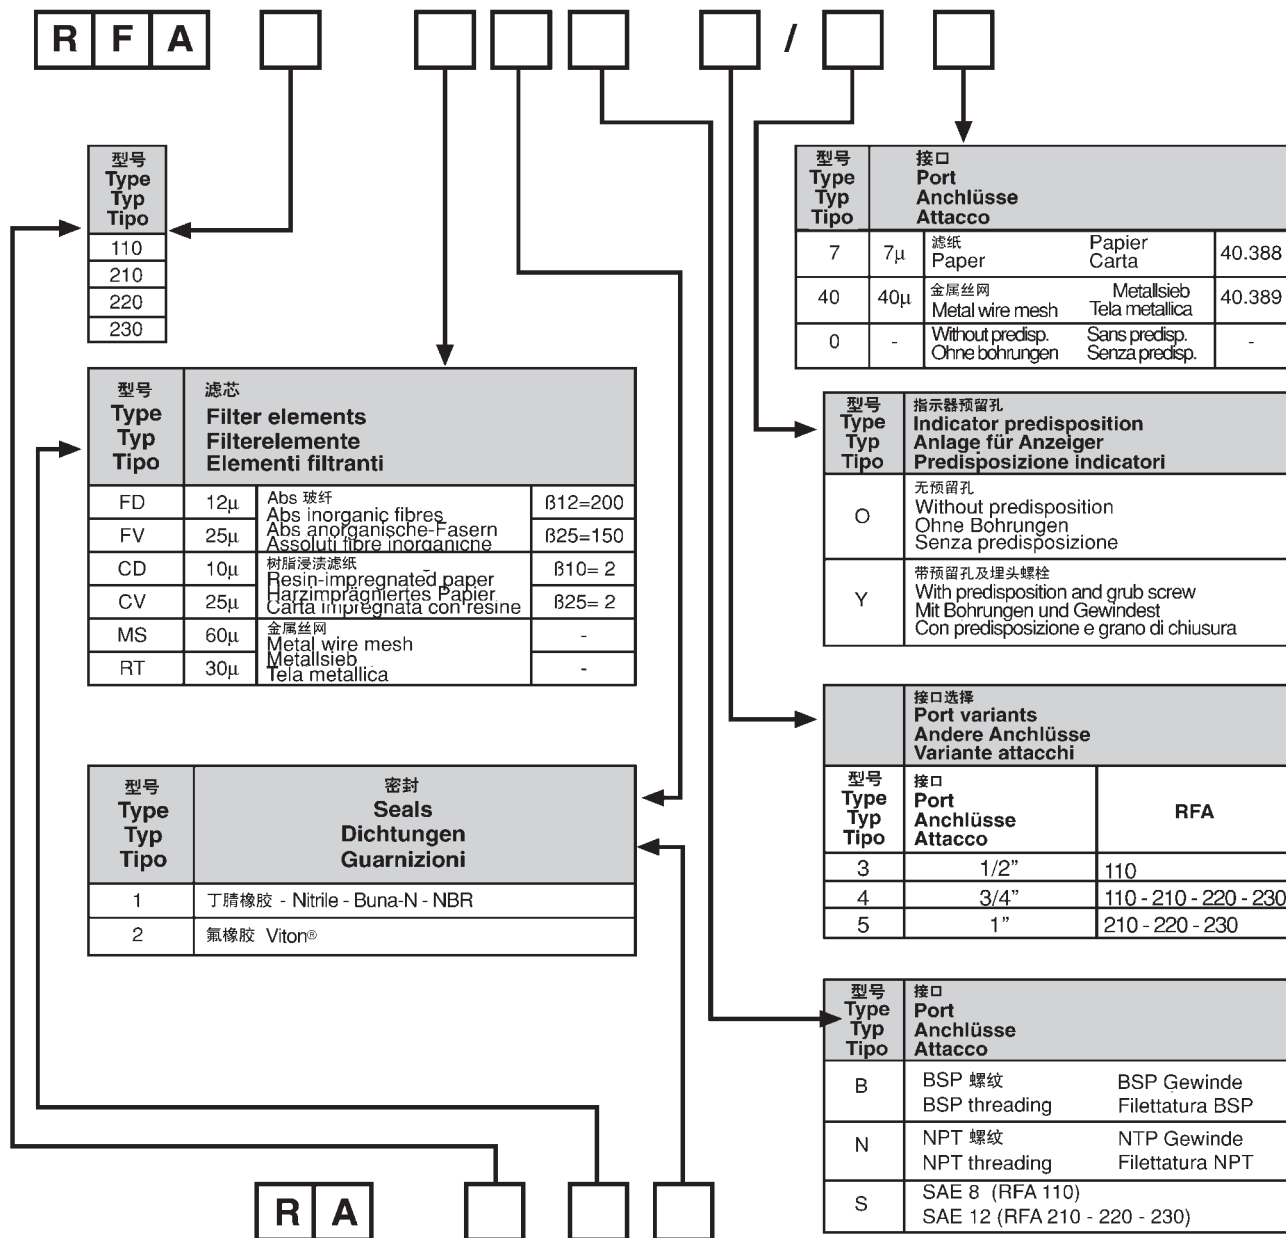 R F A /
型号
Type
Typ
Tipo
110
210
220
230
型号
Type
Typ
Tipo
滤芯
Filter elements
Filterelemente
Elementi filtranti
FD 12µ Abs 玻纤 ß12=200
Abs inorganic fibres
FV 25µ Abs anorganische-Fasern ß25=150
Assoluti fibre inorganicne
CD 10µ 树脂浸渍滤纸 ß10= 2
Resin-impregnated paper
CV 25µ Harzimprägniertes Papier ß25= 2
Carta impregnata con resine
MS 60µ 金属丝网 -
Metal wire mesh
RT 30µ Metallsieb -
Tela metallica
型号
Type
Typ
Tipo
密封
Seals
Dichtungen
Guarnizioni
1 丁腈橡胶 - Nitrile - Buna-N - NBR
2 氟橡胶 Viton®
型号
Type
Typ
Tipo
接口
Port
Anchlüsse
Attacco
7 7µ 滤纸 Papier 40.388
Paper Carta
40 40µ 金属丝网 Metallsieb 40.389
Metal wire mesh Tela metallica
0 - Without predisp. Sans predisp. -
Ohne bohrungen Senza predisp.
型号
Type
Typ
Tipo
指示器预留孔
Indicator predisposition
Anlage für Anzeiger
Predisposizione indicatori
O
无预留孔
Without predisposition
Ohne Bohrungen
Senza predisposizione
Y
带预留孔及埋头螺栓
With predisposition and grub screw
Mit Bohrungen und Gewindest
Con predisposizione e grano di chiusura
接口选择
Port variants
Andere Anchlüsse
Variante attacchi
型号
Type
Typ
Tipo
接口
Port
Anchlüsse
Attacco
RFA
3 1/2” 110
4 3/4” 110 - 210 - 220 - 230
5 1” 210 - 220 - 230
型号
Type
Typ
Tipo
接口
Port
Anchlüsse
Attacco
B BSP 螺纹 BSP Gewinde
BSP threading Filettatura BSP
N NPT 螺纹 NTP Gewinde
NPT threading Filettatura NPT
S SAE 8 (RFA 110)
SAE 12 (RFA 210 - 220 - 230)
R A